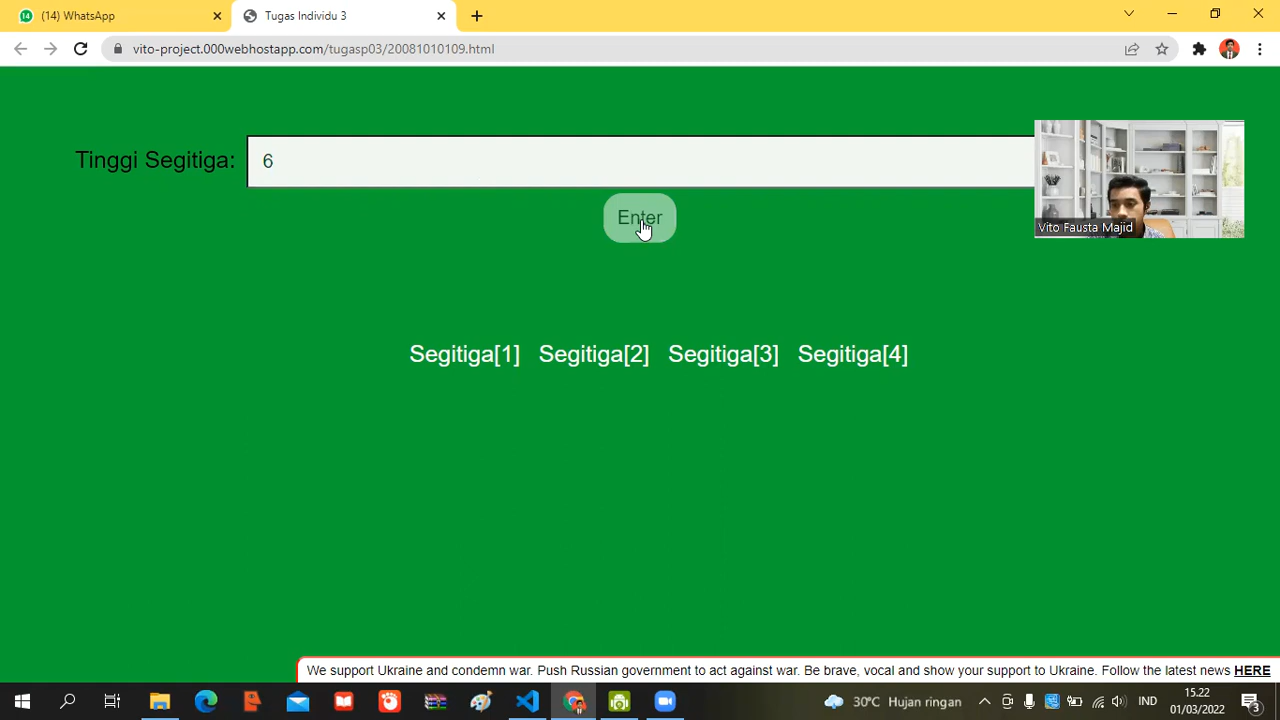 (14) WhatsApp
Tugas Individu 3
vito-project.000webhostapp.com/tugasp03/20081010109.html
Tinggi Segitiga:
6
Enter
Vito Fausta Majid
Segitiga[1] Segitiga[2] Segitiga[3] Segitiga[4]
We support Ukraine and condemn war. Push Russian government to act against war. Be brave, vocal and show your support to Ukraine. Follow the latest news HERE
30°C Hujan ringan
IND
15.22
01/03/2022
3